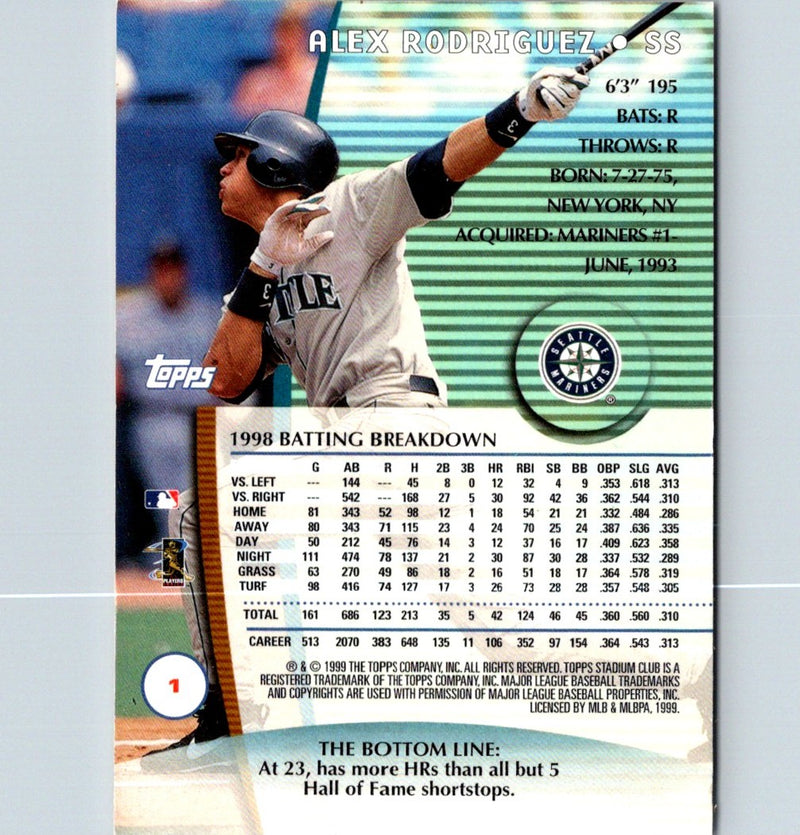 ALEX RODRIGUEZ • SS
6'3" 195
BATS: R
THROWS: R
BORN: 7-27-75,
NEW YORK, NY
ACQUIRED: MARINERS #1-
JUNE, 1993
3
3
TTLE
SEATTLE
MARINERS
®
Topps
1998 BATTING BREAKDOWN
G AB R H 2B 3B HR RBI SB BB OBP SLG AVG
VS. LEFT --- 144 --- 45 8 0 12 32 4 9 .353 .618 .313
VS. RIGHT --- 542 --- 168 27 5 30 92 42 36 .362 .544 .310
HOME 81 343 52 98 12 1 18 54 21 21 .332 .484 .286
AWAY 80 343 71 115 23 4 24 70 25 24 .387 .636 .335
DAY 50 212 45 76 14 3 12 37 16 17 .409 .623 .358
NIGHT 111 474 78 137 21 2 30 87 30 28 .337 .532 .289
GRASS 63 270 49 86 18 2 16 51 18 17 .364 .578 .319
TURF 98 416 74 127 17 3 26 73 28 28 .357 .548 .305
TOTAL 161 686 123 213 35 5 42 124 46 45 .360 .560 .310
CAREER 513 2070 383 648 135 11 106 352 97 154 .364 .543 .313
PLAYERS
1
® & © 1999 THE TOPPS COMPANY, INC. ALL RIGHTS RESERVED. TOPPS STADIUM CLUB IS A
REGISTERED TRADEMARK OF THE TOPPS COMPANY, INC. MAJOR LEAGUE BASEBALL TRADEMARKS
AND COPYRIGHTS ARE USED WITH PERMISSION OF MAJOR LEAGUE BASEBALL PROPERTIES, INC.
LICENSED BY MLB & MLBPA, 1999.
THE BOTTOM LINE:
At 23, has more HRs than all but 5
Hall of Fame shortstops.